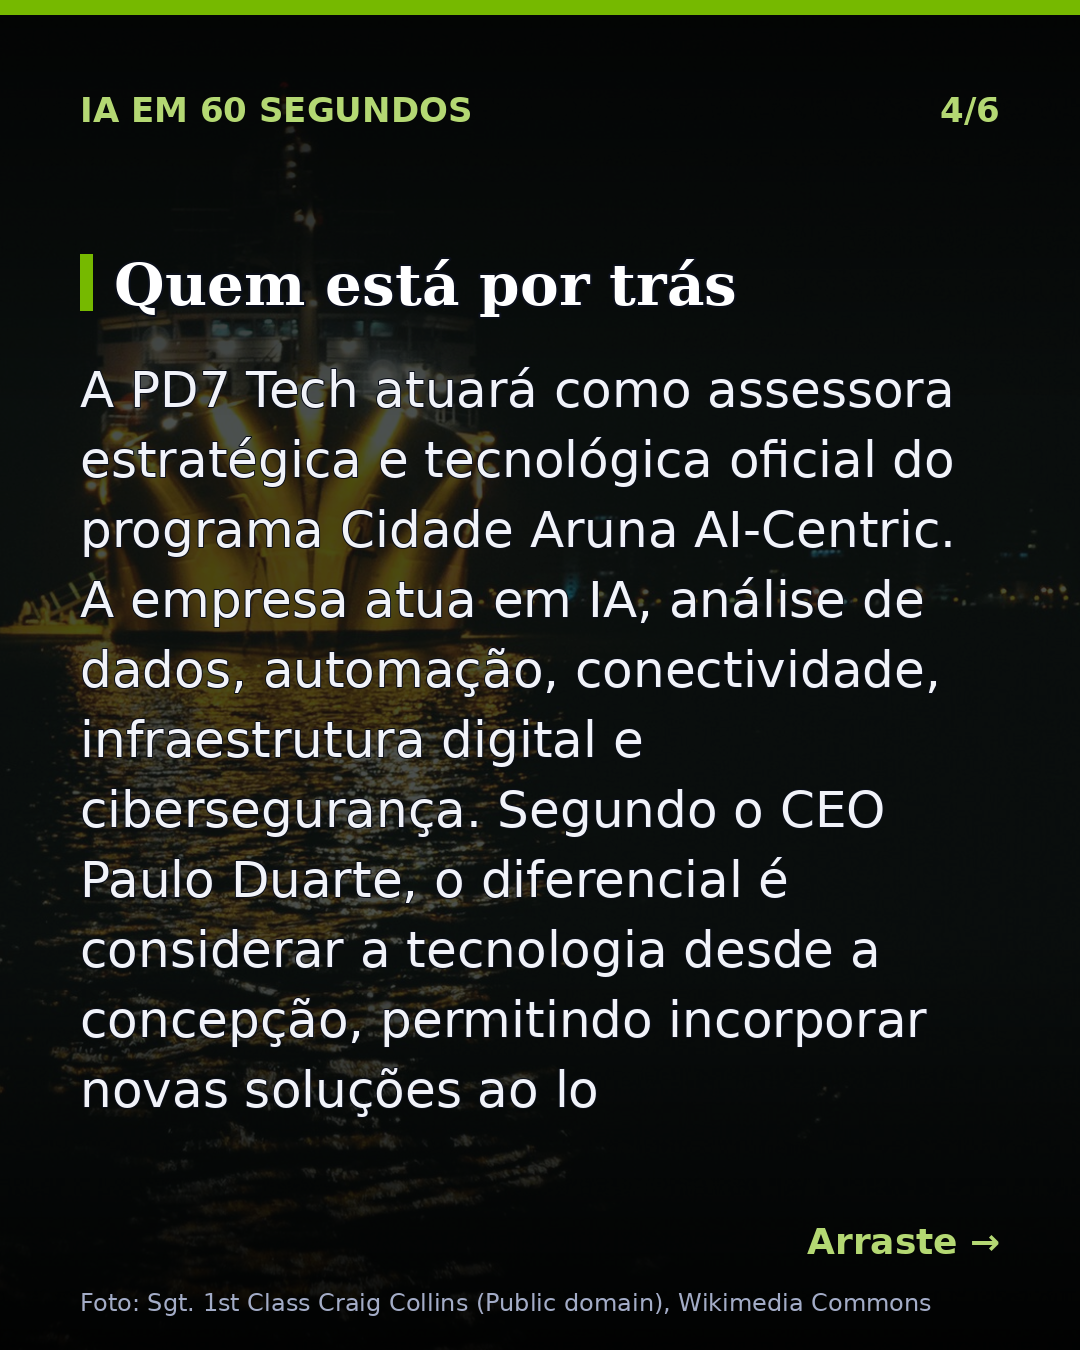 IA EM 60 SEGUNDOS
4/6
Quem está por trás
A PD7 Tech atuará como assessora
estratégica e tecnológica oficial do
programa Cidade Aruna AI-Centric.
A empresa atua em IA, análise de
dados, automação, conectividade,
infraestrutura digital e
cibersegurança. Segundo o CEO
Paulo Duarte, o diferencial é
considerar a tecnologia desde a
concepção, permitindo incorporar
novas soluções ao lo
Arraste →
Foto: Sgt. 1st Class Craig Collins (Public domain), Wikimedia Commons